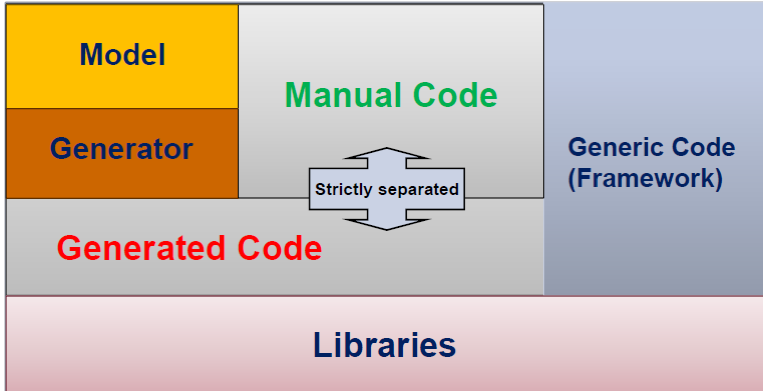 Model
Manual Code
Generator
Generic Code
(Framework)
Strictly separated
Generated Code
Libraries